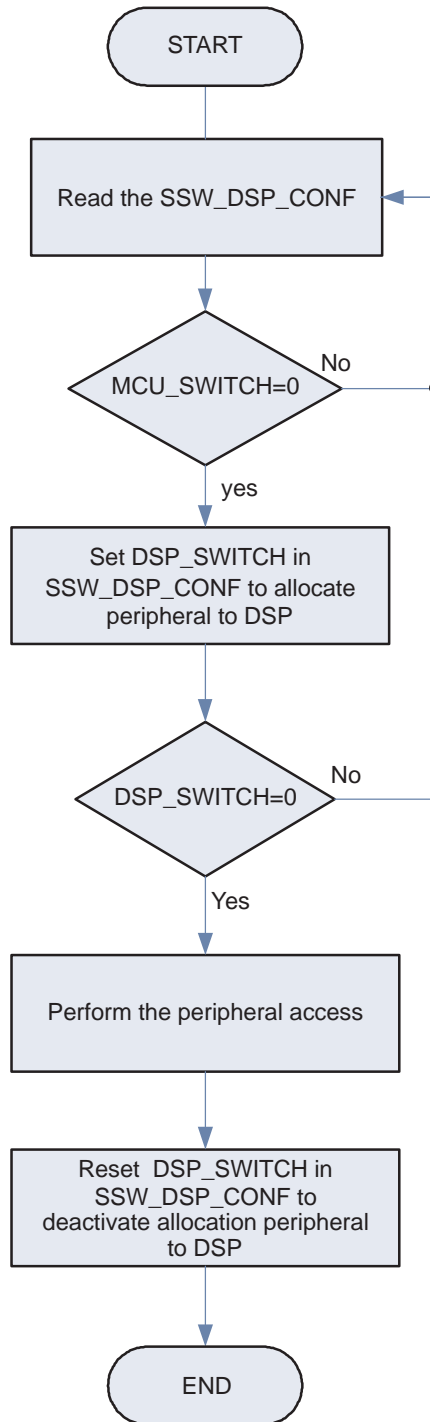 START
Read the SSW_DSP_CONF
MCU_SWITCH=0
No
yes
Set DSP_SWITCH in
SSW_DSP_CONF to allocate
peripheral to DSP
DSP_SWITCH=0
No
Yes
Perform the peripheral access
Reset DSP_SWITCH in
SSW_DSP_CONF to
deactivate allocation peripheral
to DSP
END